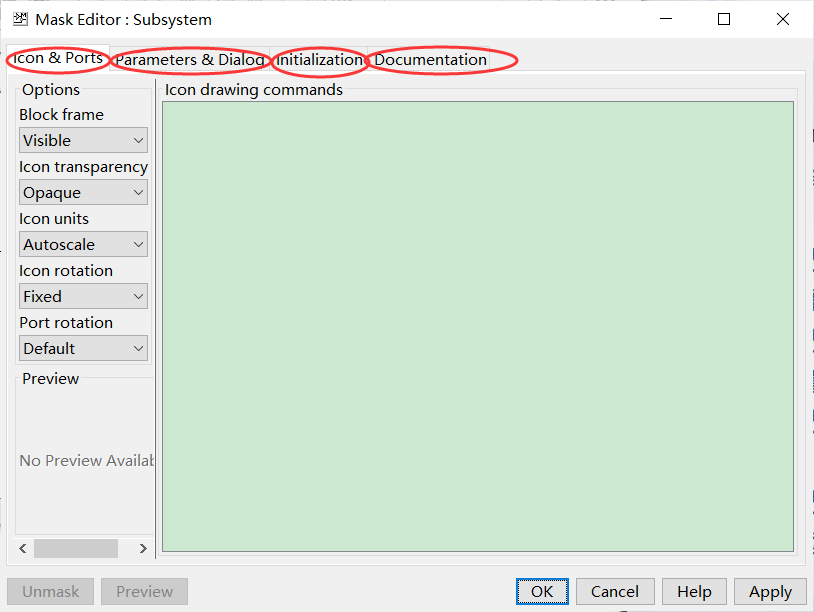 Mask Editor : Subsystem
Icon & Ports
Parameters & Dialog
Initialization
Documentation
Options
Block frame
Visible
Icon transparency
Opaque
Icon units
Autoscale
Icon rotation
Fixed
Port rotation
Default
Preview
No Preview Availab
Icon drawing commands
Unmask
Preview
OK
Cancel
Help
Apply